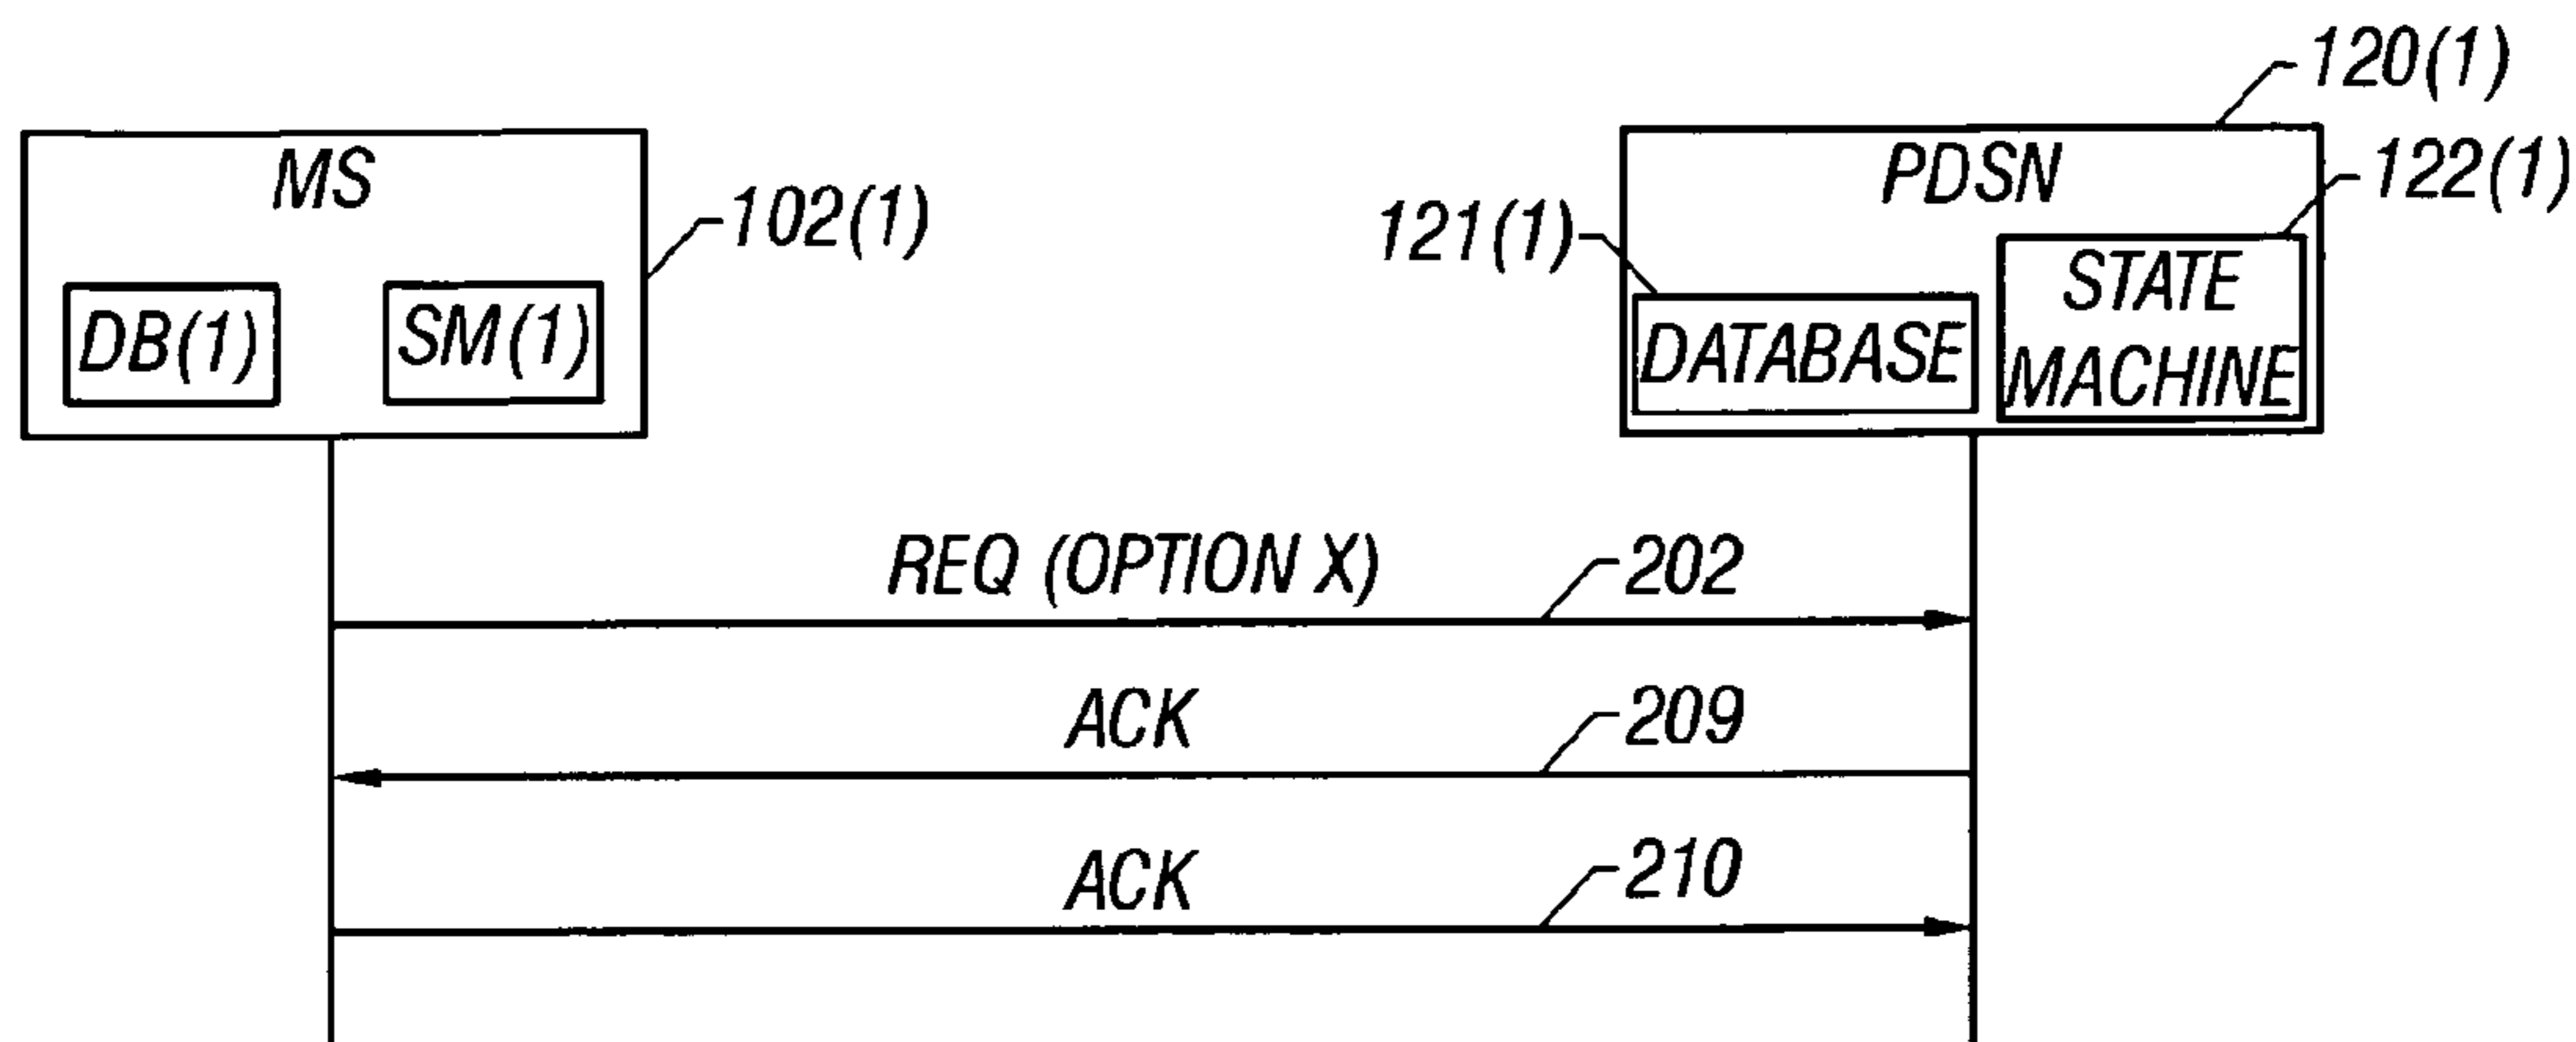 120(1)
MS
PDSN
122(1)
102(1)
121(1)
STATE
MACHINE
DB(1)
SM(1)
DATABASE
REQ (OPTION X)
202
ACK
209
ACK
210